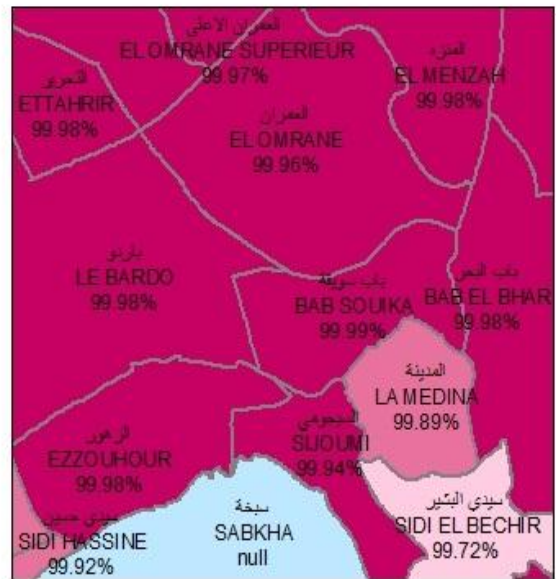 العمران الاعلى
EL OMRANE SUPERIEUR
99.97%
المنزه
EL MENZAH
99.98%
التحرير
ETTAHRIR
99.98%
العمران
EL OMRANE
99.96%
باردو
LE BARDO
99.98%
باب سويقة
BAB SOUIKA
99.99%
باب البحر
BAB EL BHAR
99.98%
المدينة
LA MEDINA
99.89%
السيجومي
SIJOUMI
99.94%
الزهور
EZZOUHOUR
99.98%
سيدي حسين
SIDI HASSINE
99.92%
سبخة
SABKHA
null
سيدي البشير
SIDI EL BECHIR
99.72%